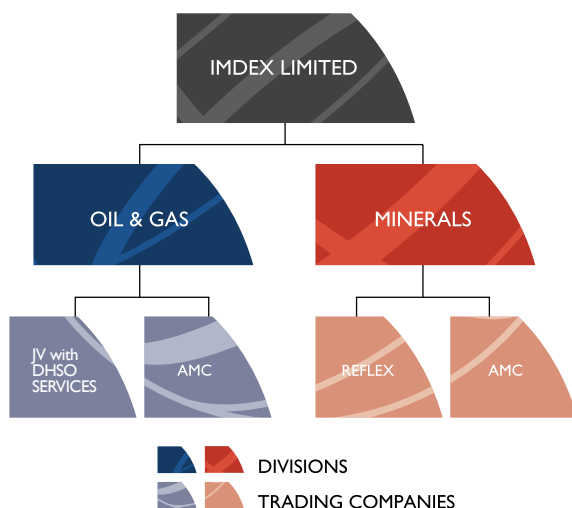 IMDEX LIMITED
OIL & GAS
MINERALS
JV with
DHSO
SERVICES
AMC
REFLEX
AMC
DIVISIONS
TRADING COMPANIES